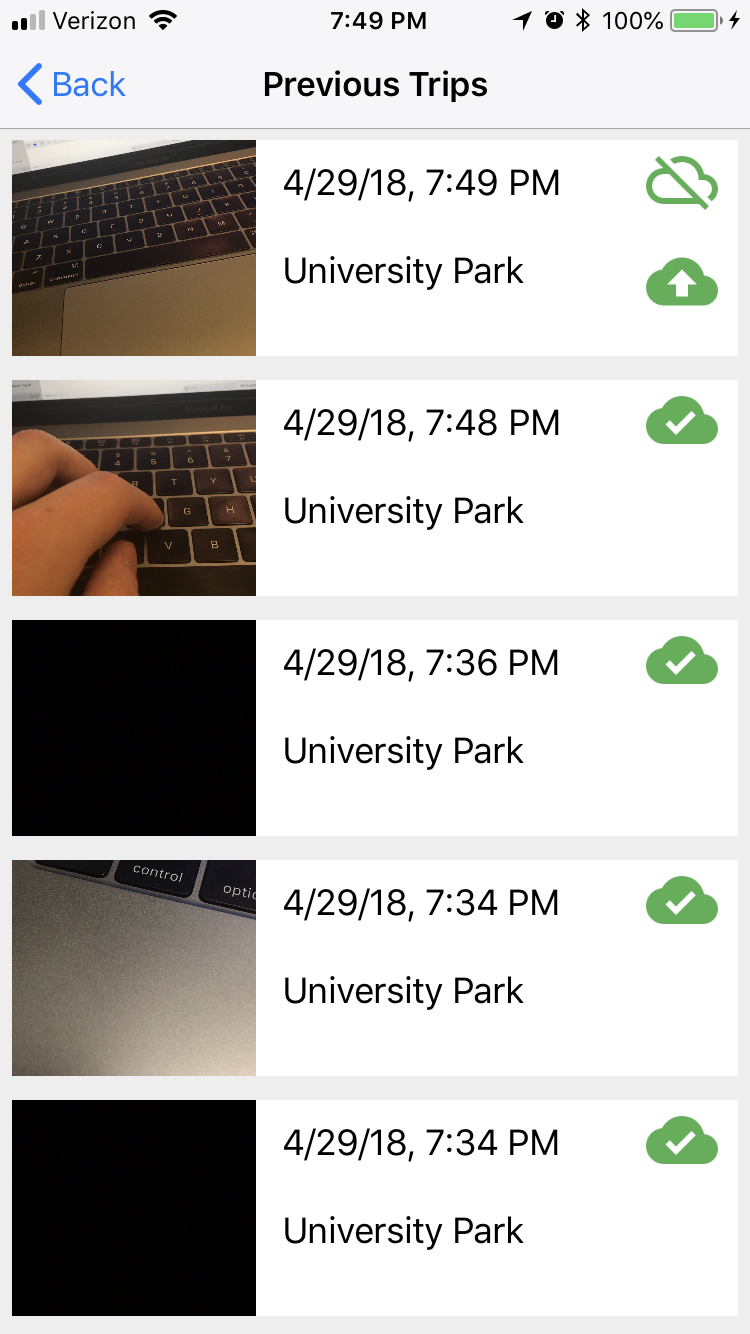 Verizon 7:49 PM 100%
Back Previous Trips
4/29/18, 7:49 PM
University Park
4/29/18, 7:48 PM
University Park
4/29/18, 7:36 PM
University Park
control
option
4/29/18, 7:34 PM
University Park
4/29/18, 7:34 PM
University Park